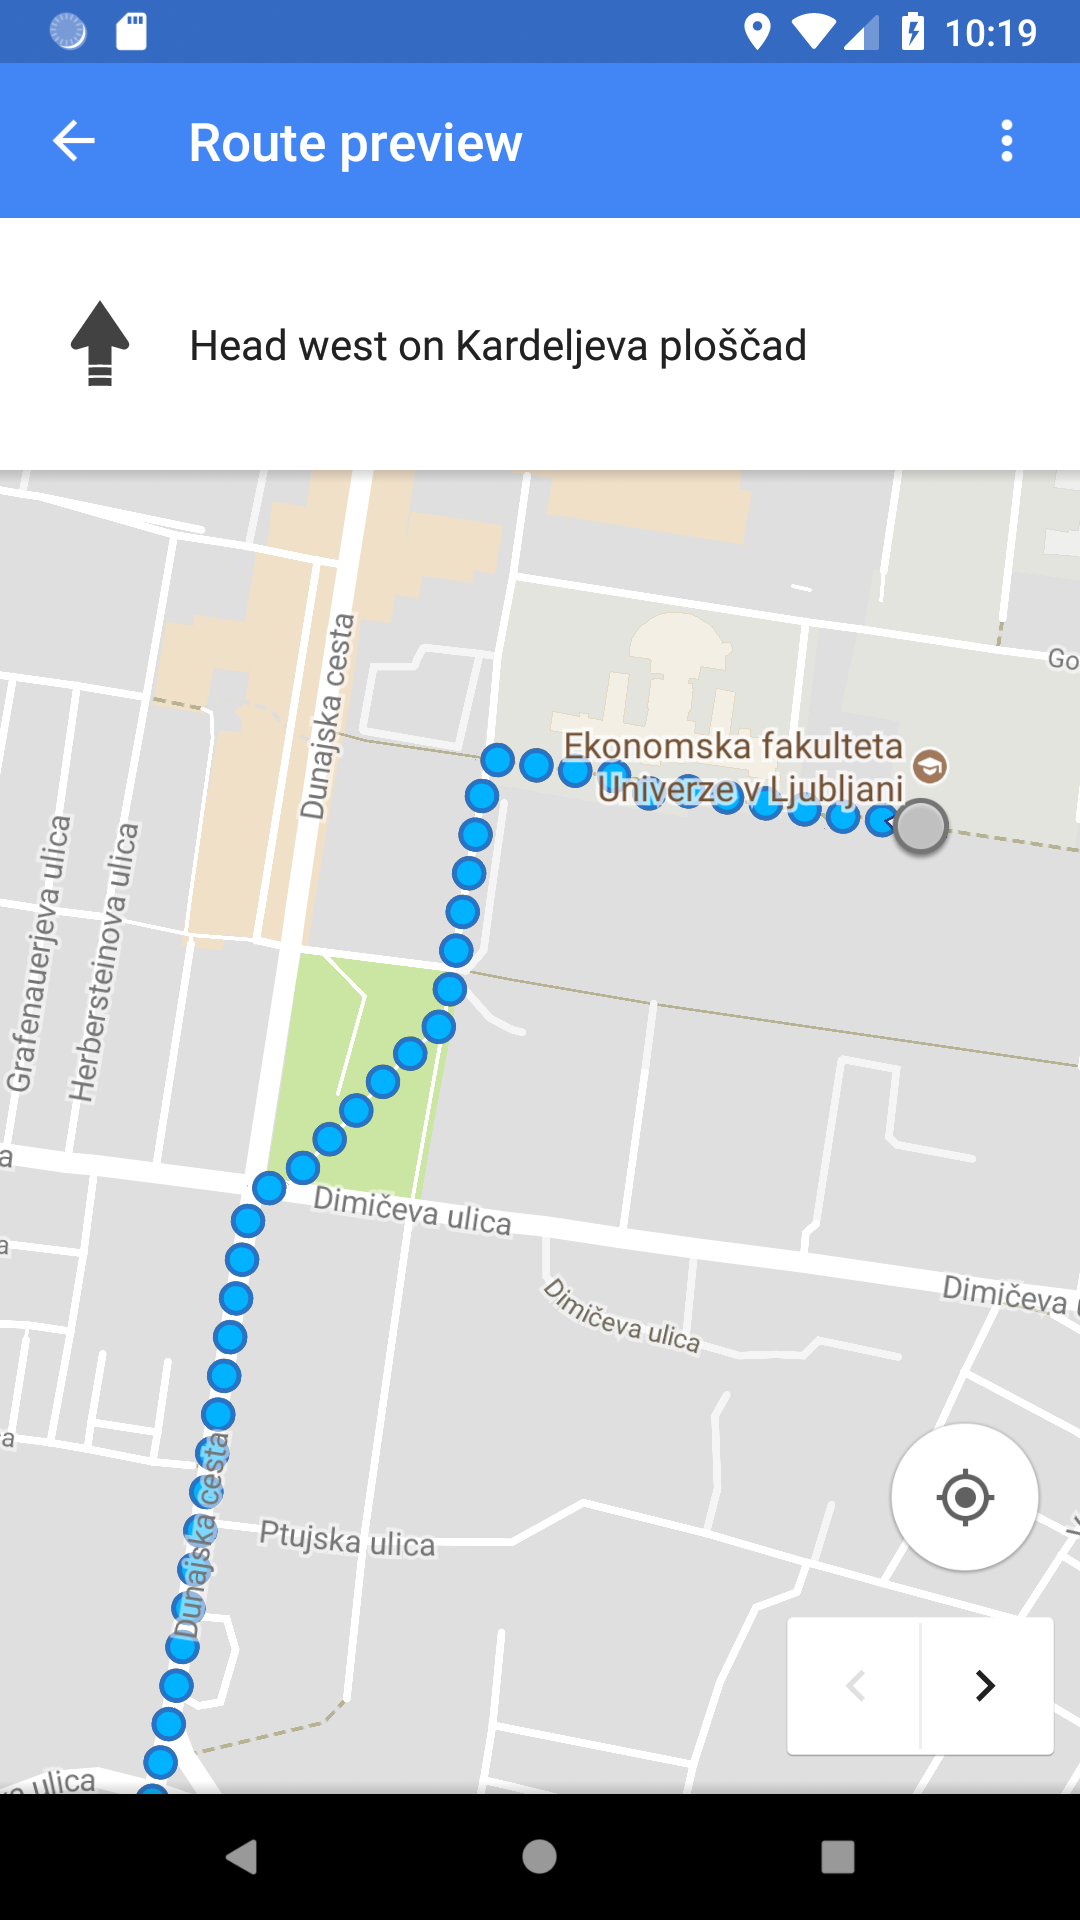 10:19
Route preview
Head west on Kardeljeva ploščad
Dunajska cesta
Go
Ekonomska fakulteta
Univerze v Ljubljani
Grafenauerjeva ulica
Herbersteinova ulica
a
Dimičeva ulica
a
Dimičeva u
Dimičeva ulica
a
Dunajska cesta
Ptujska ulica
a ulica